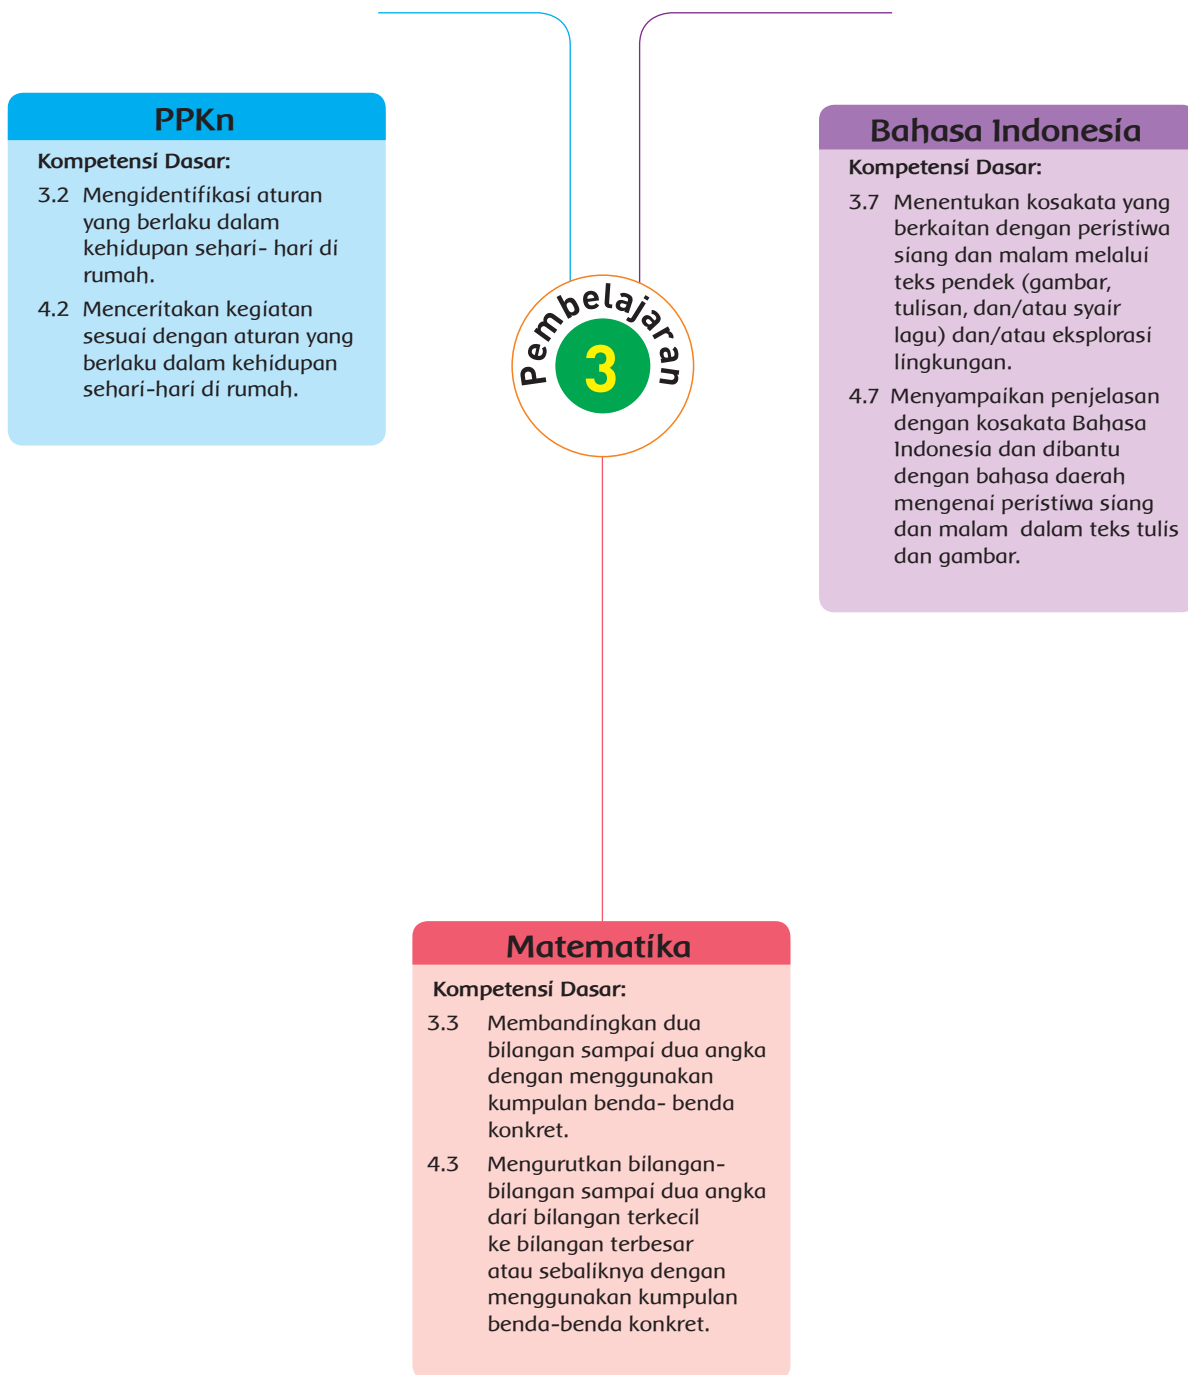 PPKn
Kompetensi Dasar:
3.2 Mengidentifikasi aturan
yang berlaku dalam
kehidupan sehari- hari di
rumah.
4.2 Menceritakan kegiatan
sesuai dengan aturan yang
berlaku dalam kehidupan
sehari-hari di rumah.
Pembelajaran
3
Bahasa Indonesia
Kompetensi Dasar:
3.7 Menentukan kosakata yang
berkaitan dengan peristiwa
siang dan malam melalui
teks pendek (gambar,
tulisan, dan/atau syair
lagu) dan/atau eksplorasi
lingkungan.
4.7 Menyampaikan penjelasan
dengan kosakata Bahasa
Indonesia dan dibantu
dengan bahasa daerah
mengenai peristiwa siang
dan malam dalam teks tulis
dan gambar.
Matematika
Kompetensi Dasar:
3.3 Membandingkan dua
bilangan sampai dua angka
dengan menggunakan
kumpulan benda- benda
konkret.
4.3 Mengurutkan bilangan-
bilangan sampai dua angka
dari bilangan terkecil
ke bilangan terbesar
atau sebaliknya dengan
menggunakan kumpulan
benda-benda konkret.